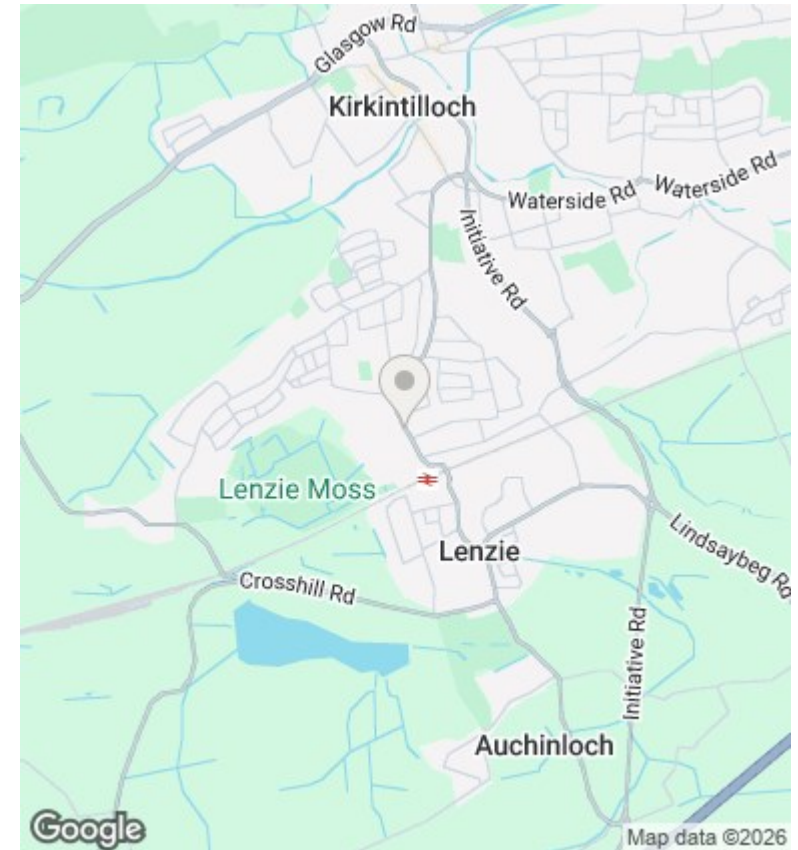 Glasgow Rd
Kirkintilloch
Waterside Rd
Waterside Rd
Initiative Rd
Lenzie Moss
Lenzie
Lindsaybeg Rd
Crosshill Rd
Initiative Rd
Auchinloch
Google
Map data ©2026